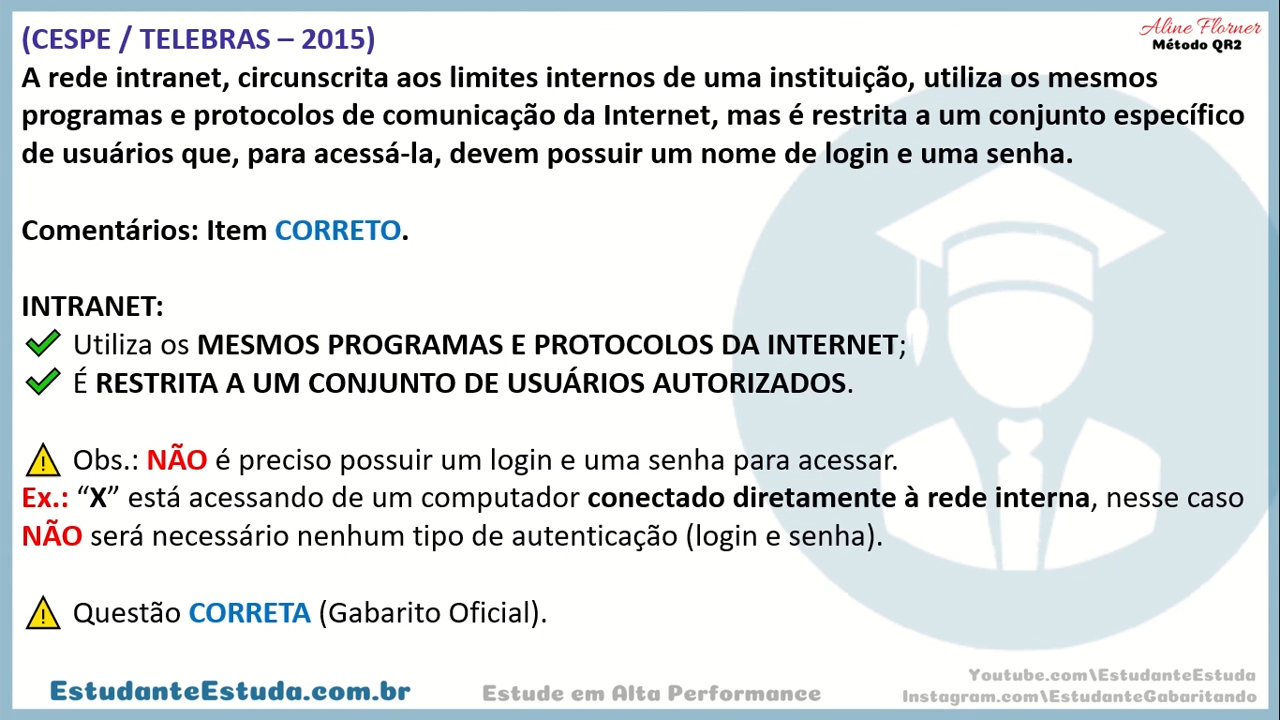 (CESPE / TELEBRAS – 2015)
Aline Florner
Método QR2
A rede intranet, circunscrita aos limites internos de uma instituição, utiliza os mesmos
programas e protocolos de comunicação da Internet, mas é restrita a um conjunto específico
de usuários que, para acessá-la, devem possuir um nome de login e uma senha.
Comentários: Item CORRETO.
INTRANET:
Utiliza os MESMOS PROGRAMAS E PROTOCOLOS DA INTERNET;
É RESTRITA A UM CONJUNTO DE USUÁRIOS AUTORIZADOS.
Obs.: NÃO é preciso possuir um login e uma senha para acessar.
Ex.: “X” está acessando de um computador conectado diretamente à rede interna, nesse caso
NÃO será necessário nenhum tipo de autenticação (login e senha).
Questão CORRETA (Gabarito Oficial).
EstudanteEstuda.com.br
Estude em Alta Performance
Youtube.com\EstudanteEstuda
Instagram.com\EstudanteGabaritando